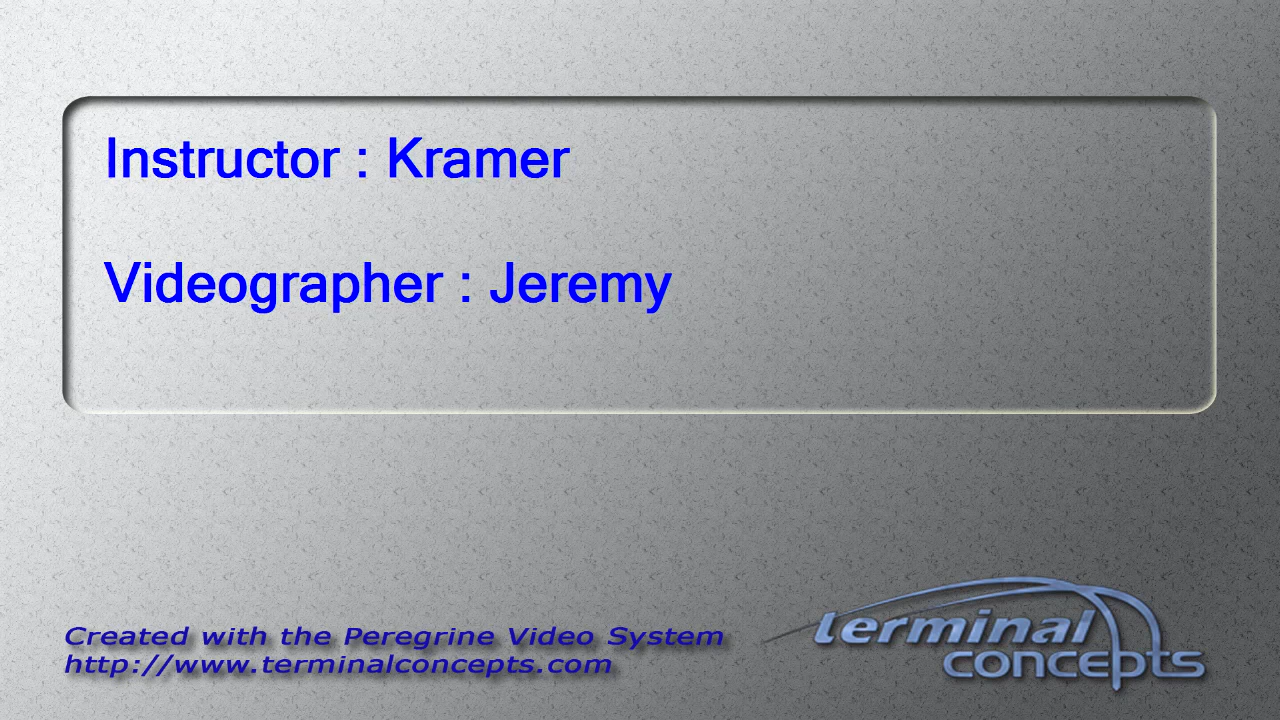 Instructor : Kramer
Videographer : Jeremy
Created with the Peregrine Video System
http://www.terminalconcepts.com
terminal
concepts